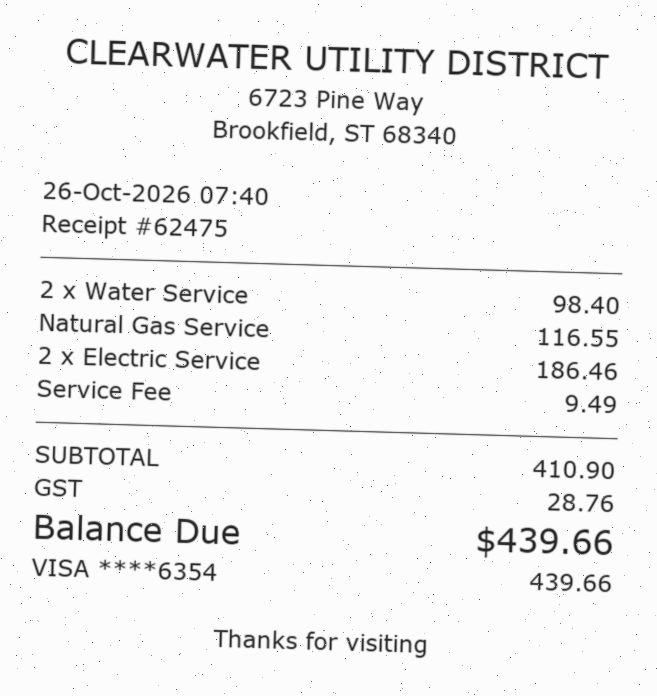 CLEARWATER UTILITY DISTRICT
6723 Pine Way
Brookfield, ST 68340
26-Oct-2026 07:40
Receipt #62475
2 x Water Service 98.40
Natural Gas Service 116.55
2 x Electric Service 186.46
Service Fee 9.49
SUBTOTAL 410.90
GST 28.76
Balance Due $439.66
VISA ****6354 439.66
Thanks for visiting